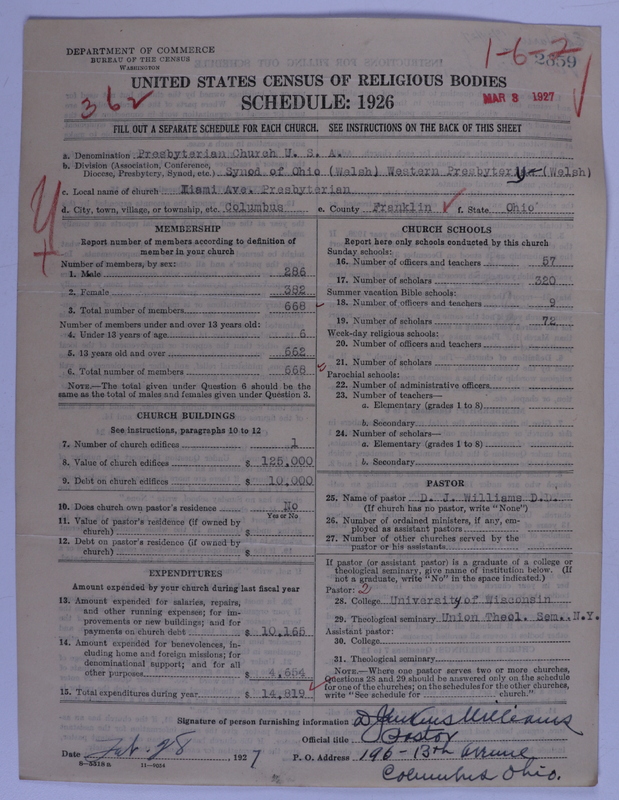 DEPARTMENT OF COMMERCE
BUREAU OF THE CENSUS
WASHINGTON
1-6-2
2659
UNITED STATES CENSUS OF RELIGIOUS BODIES
SCHEDULE: 1926
362
MAR 8 1927
FILL OUT A SEPARATE SCHEDULE FOR EACH CHURCH. SEE INSTRUCTIONS ON THE BACK OF THIS SHEET
a. Denomination Presbyterian Church U. S. A.
b. Division (Association, Conference, Diocese, Presbytery, Synod, etc.) Synod of Ohio (Welsh) Western Presbytery (Welsh)
c. Local name of church Miami Ave. Presbyterian
d. City, town, village, or township, etc. Columbus e. County Franklin f. State Ohio
MEMBERSHIP
Report number of members according to definition of
member in your church
Number of members, by sex:
1. Male 286
2. Female 382
3. Total number of members 668
Number of members under and over 13 years old:
4. Under 13 years of age 6
5. 13 years old and over 662
6. Total number of members 668
NOTE.—The total given under Question 6 should be the
same as the total of males and females given under Question 3.
CHURCH BUILDINGS
See instructions, paragraphs 10 to 12
7. Number of church edifices 1
8. Value of church edifices $ 125,000
9. Debt on church edifices $ 10,000
10. Does church own pastor's residence No
Yes or No
11. Value of pastor's residence (if owned by
church) $
12. Debt on pastor's residence (if owned by
church) $
EXPENDITURES
Amount expended by your church during last fiscal year
13. Amount expended for salaries, repairs,
and other running expenses; for im-
provements or new buildings; and for
payments on church debt $ 10,165
14. Amount expended for benevolences, in-
cluding home and foreign missions; for
denominational support; and for all
other purposes $ 4,654
15. Total expenditures during year $ 14,819
CHURCH SCHOOLS
Report here only schools conducted by this church
Sunday schools:
16. Number of officers and teachers 57
17. Number of scholars 320
Summer vacation Bible schools:
18. Number of officers and teachers 9
19. Number of scholars 72
Week-day religious schools:
20. Number of officers and teachers
21. Number of scholars
Parochial schools:
22. Number of administrative officers
23. Number of teachers—
a. Elementary (grades 1 to 8)
b. Secondary
24. Number of scholars—
a. Elementary (grades 1 to 8)
b. Secondary
PASTOR
25. Name of pastor D. J. Williams D.D.
(If church has no pastor, write "None")
26. Number of ordained ministers, if any, em-
ployed as assistant pastors
27. Number of other churches served by the
pastor or his assistants
If pastor (or assistant pastor) is a graduate of a college or
theological seminary, give name of institution below. (If
not a graduate, write "No" in the space indicated.)
Pastor: 2
28. College University of Wisconsin
29. Theological seminary Union Theol. Sem. N.Y.
Assistant pastor:
30. College
31. Theological seminary
NOTE.—Where one pastor serves two or more churches,
Questions 28 and 29 should be answered only on the schedule
for one of the churches; on the schedules for the other churches,
write "See schedule for church."
Signature of person furnishing information D Jenkins Williams
Official title Pastor
Date Feb. 28, 1927 P. O. Address 196-13th Avenue
8-5318a 11-9054
Columbus Ohio.